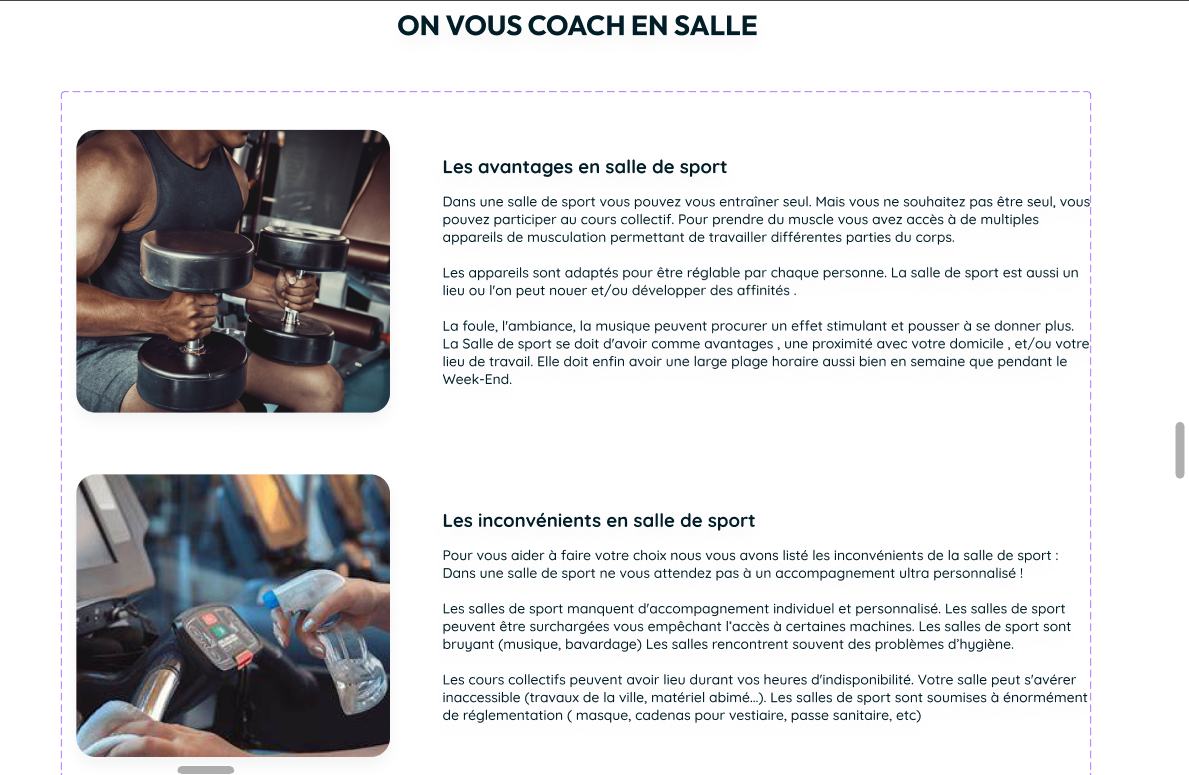 ON VOUS COACH EN SALLE
Les avantages en salle de sport
Dans une salle de sport vous pouvez vous entraîner seul. Mais vous ne souhaitez pas être seul, vous
pouvez participer au cours collectif. Pour prendre du muscle vous avez accès à de multiples
appareils de musculation permettant de travailler différentes parties du corps.
Les appareils sont adaptés pour être réglable par chaque personne. La salle de sport est aussi un
lieu ou l'on peut nouer et/ou développer des affinités .
La foule, l'ambiance, la musique peuvent procurer un effet stimulant et pousser à se donner plus.
La Salle de sport se doit d'avoir comme avantages , une proximité avec votre domicile , et/ou votre
lieu de travail. Elle doit enfin avoir une large plage horaire aussi bien en semaine que pendant le
Week-End.
Les inconvénients en salle de sport
Pour vous aider à faire votre choix nous vous avons listé les inconvénients de la salle de sport :
Dans une salle de sport ne vous attendez pas à un accompagnement ultra personnalisé !
Les salles de sport manquent d'accompagnement individuel et personnalisé. Les salles de sport
peuvent être surchargées vous empêchant l’accès à certaines machines. Les salles de sport sont
bruyant (musique, bavardage) Les salles rencontrent souvent des problèmes d’hygiène.
Les cours collectifs peuvent avoir lieu durant vos heures d'indisponibilité. Votre salle peut s'avérer
inaccessible (travaux de la ville, matériel abimé...). Les salles de sport sont soumises à énormément
de réglementation ( masque, cadenas pour vestiaire, passe sanitaire, etc)